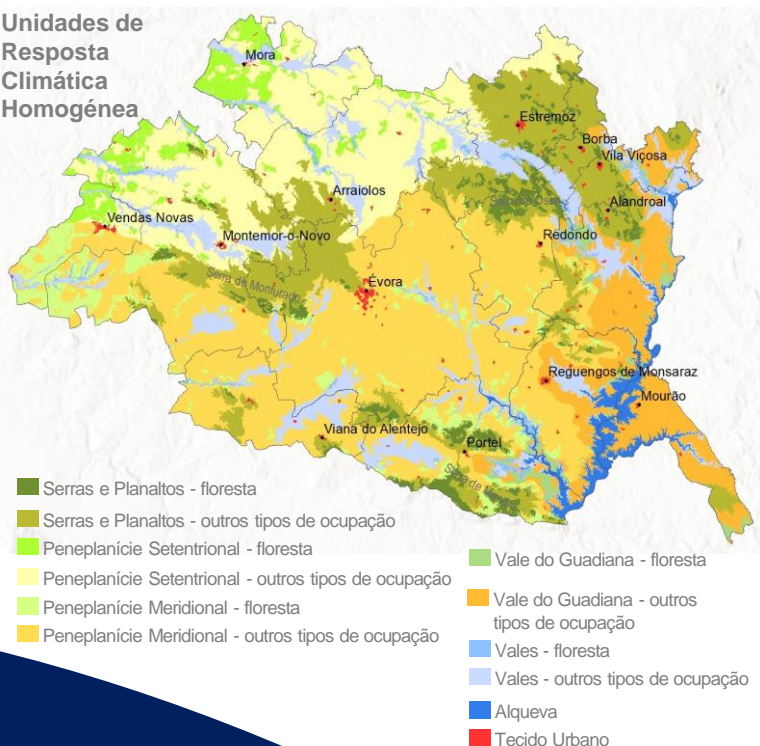 Unidades de
Resposta
Climática
Homogénea
Mora
Estremoz
Borba
Vila Viçosa
Arraiolos
Alandroal
Vendas Novas
Montemor-o-Novo
Redondo
Serra de Monfurado
Évora
Reguengos de Monsaraz
Mourão
Viana do Alentejo
Portel
Serra de
Serras e Planaltos - floresta
Serras e Planaltos - outros tipos de ocupação
Peneplanície Setentrional - floresta
Peneplanície Setentrional - outros tipos de ocupação
Peneplanície Meridional - floresta
Peneplanície Meridional - outros tipos de ocupação
Vale do Guadiana - floresta
Vale do Guadiana - outros
tipos de ocupação
Vales - floresta
Vales - outros tipos de ocupação
Alqueva
Tecido Urbano